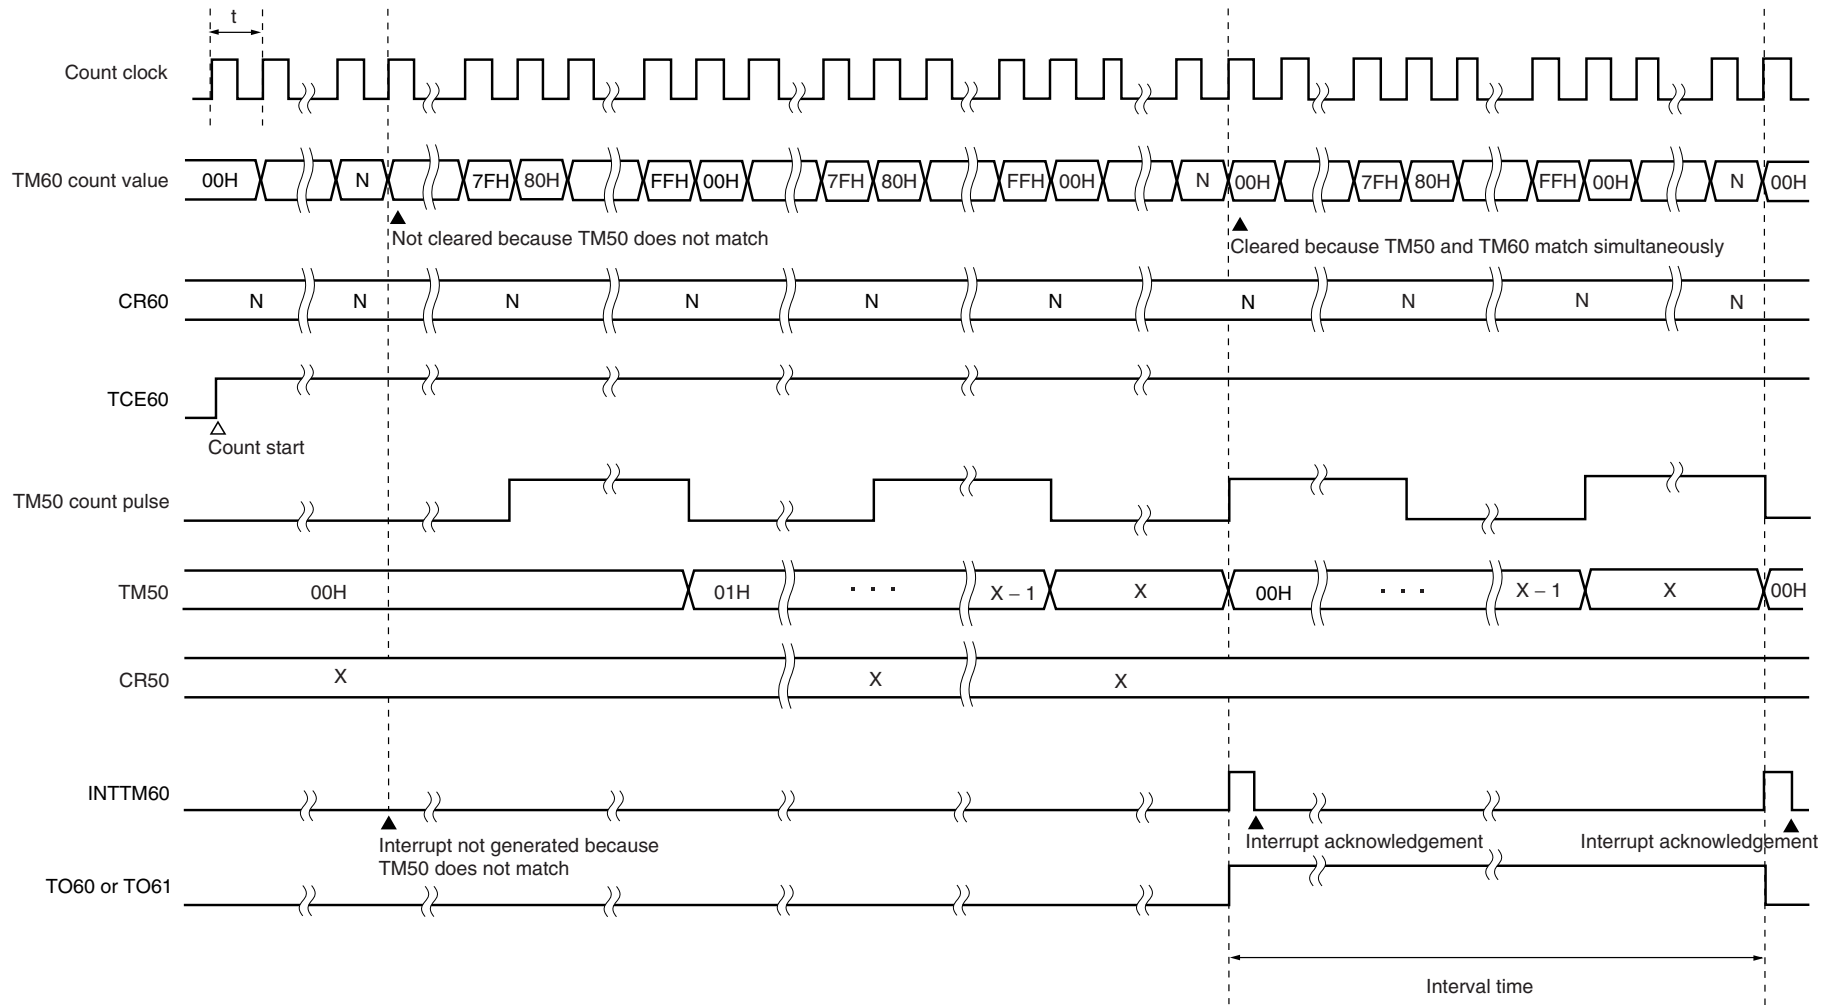 t
Count clock
TM60 count value 00H N 7FH 80H FFH 00H 7FH 80H FFH 00H N 00H 7FH 80H FFH 00H N 00H
Not cleared because TM50 does not match
Cleared because TM50 and TM60 match simultaneously
CR60 N N N N N N N N N N
TCE60
Count start
TM50 count pulse
TM50 00H 01H · · · X – 1 X 00H · · · X – 1 X 00H
CR50 X X X
INTTM60
Interrupt not generated because
TM50 does not match
Interrupt acknowledgement Interrupt acknowledgement
TO60 or TO61
Interval time